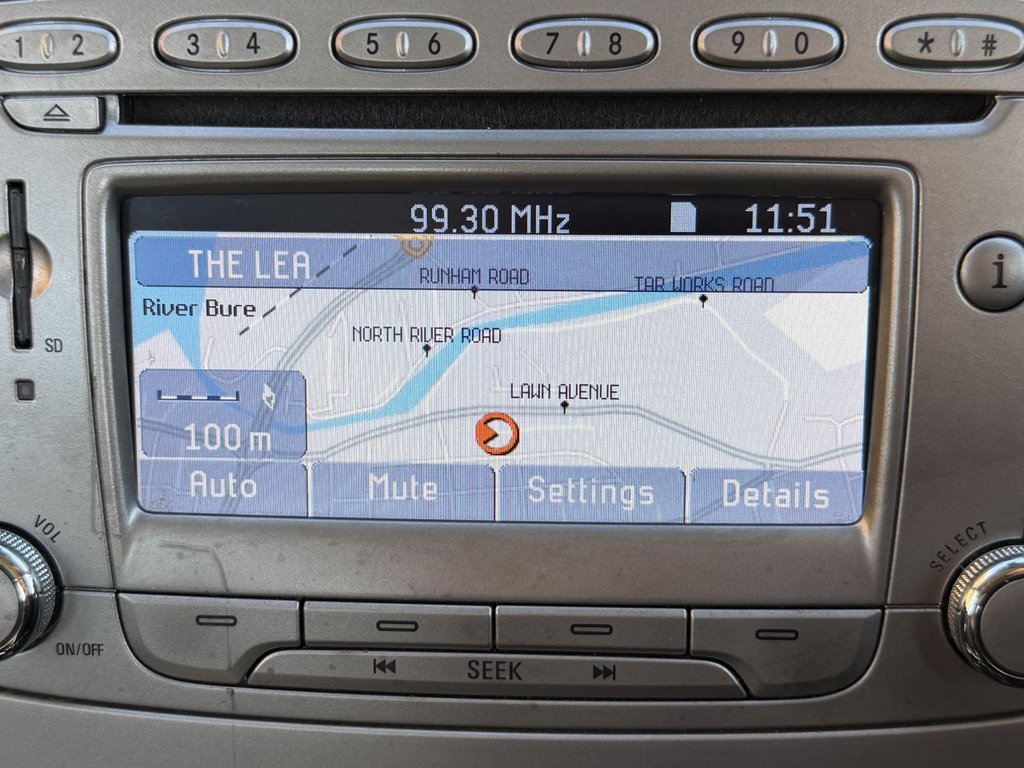 1 2 3 4 5 6 7 8 9 0 * #
99.30 MHz 11:51
THE LEA
RUNHAM ROAD
TAR WORKS ROAD
i
River Bure
NORTH RIVER ROAD
SD
LAWN AVENUE
100 m
Auto Mute Settings Details
VOL
SELECT
ON/OFF
SEEK